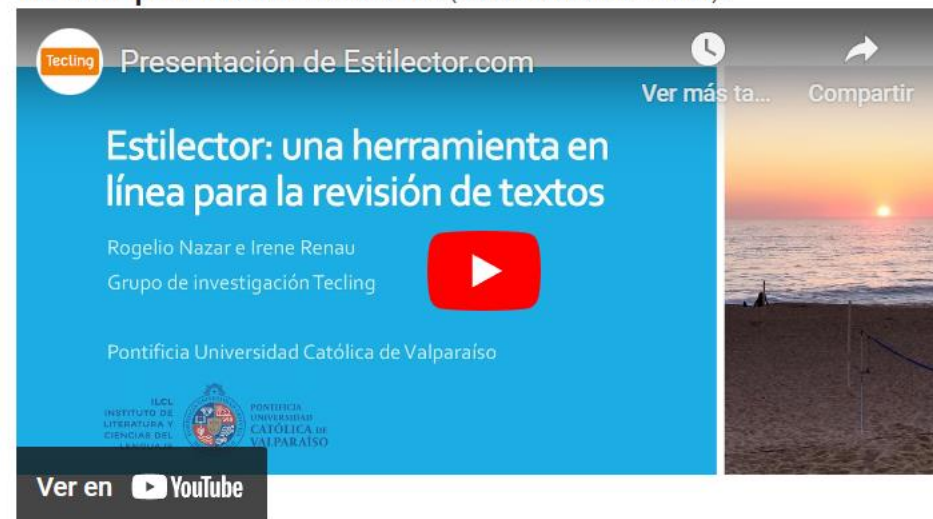 Tecling
Presentación de Estilector.com
Ver más ta...
Compartir
Estilector: una herramienta en
línea para la revisión de textos
Rogelio Nazar e Irene Renau
Grupo de investigación Tecling
Pontificia Universidad Católica de Valparaíso
ILCL
INSTITUTO DE
LITERATURA Y
CIENCIAS DEL
LENGUAJE
PONTIFICIA
UNIVERSIDAD
CATÓLICA DE
VALPARAÍSO
Ver en YouTube